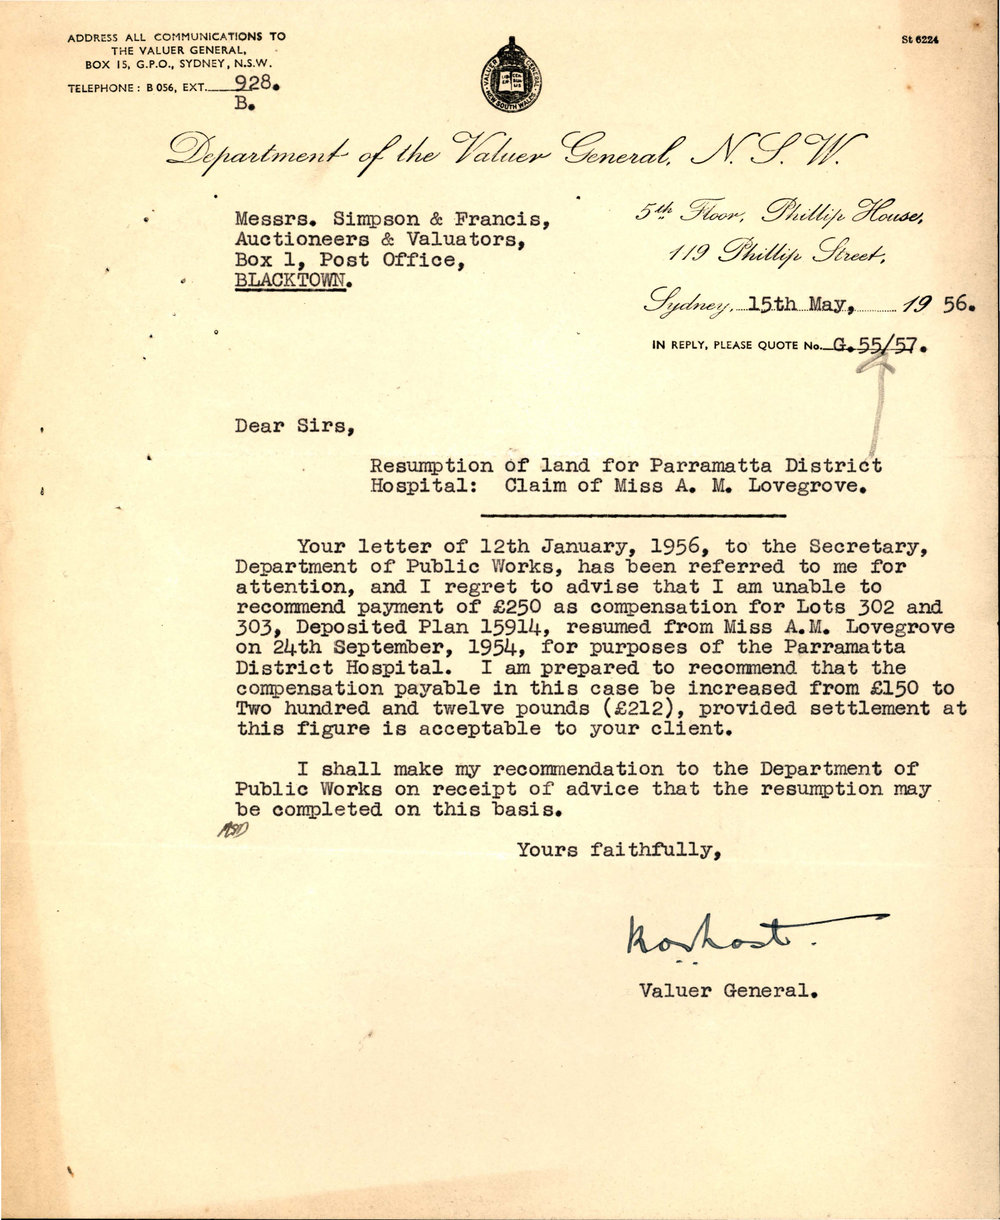 ADDRESS ALL COMMUNICATIONS TO
THE VALUER GENERAL,
BOX 15, G.P.O., SYDNEY, N.S.W.
TELEPHONE: B 056, EXT. 928.
B.
St 6224
VALUER GENERAL
NEW SOUTH WALES
Department of the Valuer General, N. S. W.
Messrs. Simpson & Francis,
Auctioneers & Valuators,
Box 1, Post Office,
BLACKTOWN.
5th Floor, Phillip House,
119 Phillip Street,
Sydney, 15th May, 19 56.
IN REPLY, PLEASE QUOTE No. G.55/57.
Dear Sirs,
Resumption of land for Parramatta District
Hospital: Claim of Miss A. M. Lovegrove.
Your letter of 12th January, 1956, to the Secretary,
Department of Public Works, has been referred to me for
attention, and I regret to advise that I am unable to
recommend payment of £250 as compensation for Lots 302 and
303, Deposited Plan 15914, resumed from Miss A.M. Lovegrove
on 24th September, 1954, for purposes of the Parramatta
District Hospital. I am prepared to recommend that the
compensation payable in this case be increased from £150 to
Two hundred and twelve pounds (£212), provided settlement at
this figure is acceptable to your client.
I shall make my recommendation to the Department of
Public Works on receipt of advice that the resumption may
be completed on this basis.
Yours faithfully,
Valuer General.